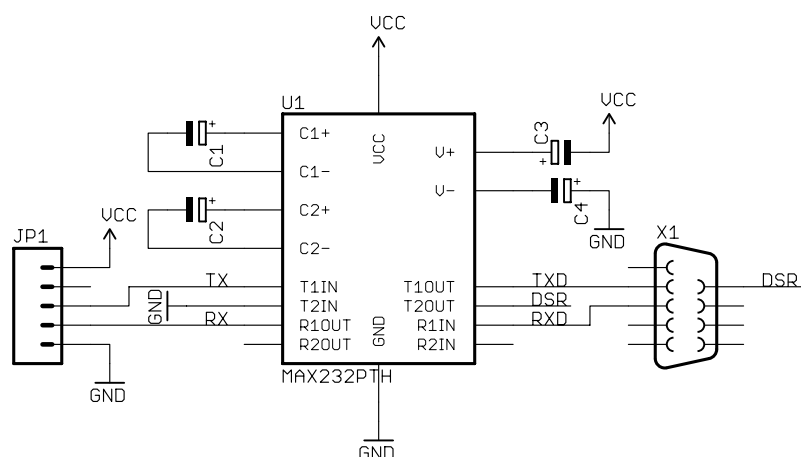 VCC
U1
C1+
C1-
C2+
C2-
T1IN
T2IN
R1OUT
R2OUT
VCC
GND
V+
V-
T1OUT
T2OUT
R1IN
R2IN
MAX232PTH
+
C1
+
C2
C3
+
VCC
+
C4
GND
JP1
VCC
TX
GND
RX
GND
TXD
DSR
RXD
X1
DSR
GND